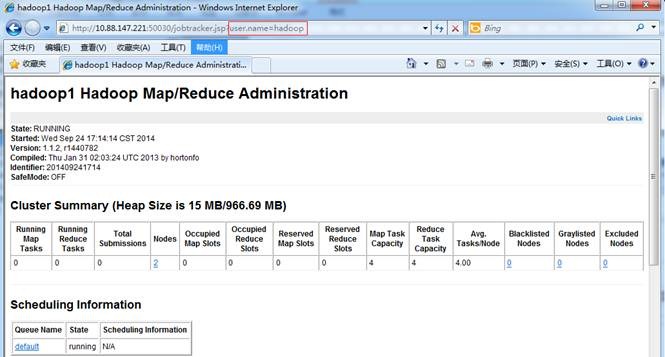 hadoop1 Hadoop Map/Reduce Administration - Windows Internet Explorer
http://10.88.147.221:50030/jobtracker.jsp?user.name=hadoop
Bing
文件(F) 编辑(E) 查看(V) 收藏夹(A) 工具(T) 帮助(H)
收藏夹 hadoop1 Hadoop Map/Reduce Administrati... 页面(P) 安全(S) 工具(O)
hadoop1 Hadoop Map/Reduce Administration
Quick Links
State: RUNNING
Started: Wed Sep 24 17:14:14 CST 2014
Version: 1.1.2, r1440782
Compiled: Thu Jan 31 02:03:24 UTC 2013 by hortonfo
Identifier: 201409241714
SafeMode: OFF
Cluster Summary (Heap Size is 15 MB/966.69 MB)
Running Map Tasks Running Reduce Tasks Total Submissions Nodes Occupied Map Slots Occupied Reduce Slots Reserved Map Slots Reserved Reduce Slots Map Task Capacity Reduce Task Capacity Avg. Tasks/Node Blacklisted Nodes Graylisted Nodes Excluded Nodes
0 0 0 2 0 0 0 0 4 4 4.00 0 0 0
Scheduling Information
Queue Name State Scheduling Information
default running N/A